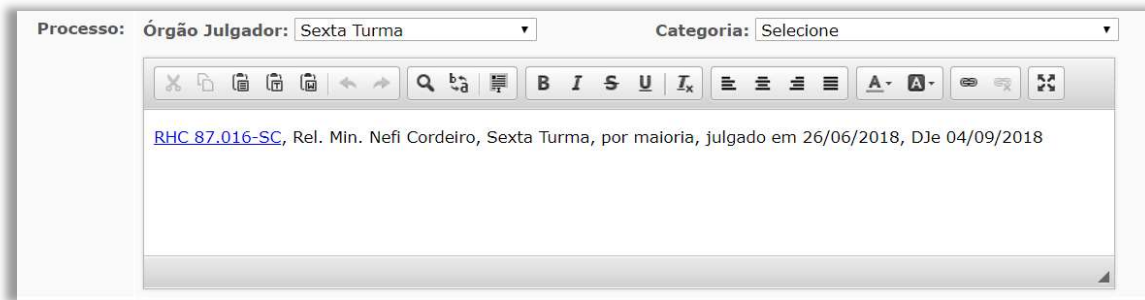 Processo: Órgão Julgador: Sexta Turma Categoria: Selecione
B I S U Ix A A
RHC 87.016-SC, Rel. Min. Nefi Cordeiro, Sexta Turma, por maioria, julgado em 26/06/2018, DJe 04/09/2018